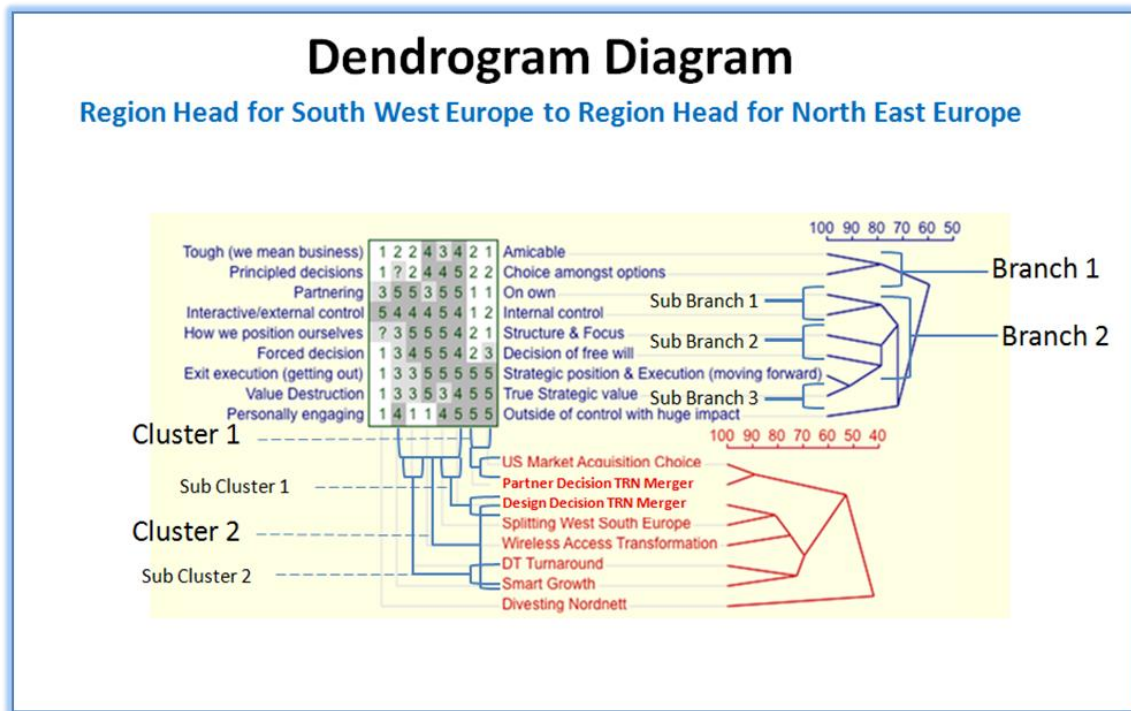 Dendrogram Diagram
Region Head for South West Europe to Region Head for North East Europe
100 90 80 70 60 50
Tough (we mean business) 1 2 2 4 3 4 2 1 Amicable
Principled decisions 1 ? 2 4 4 5 2 2 Choice amongst options
Branch 1
Partnering 3 5 5 3 5 5 1 1 On own
Sub Branch 1
Interactive/external control 5 4 4 4 5 4 1 2 Internal control
How we position ourselves ? 3 5 5 5 4 2 1 Structure & Focus
Sub Branch 2
Branch 2
Forced decision 1 3 4 5 5 4 2 3 Decision of free will
Exit execution (getting out) 1 3 3 5 5 5 5 5 Strategic position & Execution (moving forward)
Value Destruction 1 3 3 5 3 4 5 5 True Strategic value
Sub Branch 3
Personally engaging 1 4 1 1 4 5 5 5 Outside of control with huge impact
Cluster 1
100 90 80 70 60 50 40
US Market Acquisition Choice
Sub Cluster 1
Partner Decision TRN Merger
Design Decision TRN Merger
Cluster 2
Splitting West South Europe
Wireless Access Transformation
DT Turnaround
Sub Cluster 2
Smart Growth
Divesting Nordnett